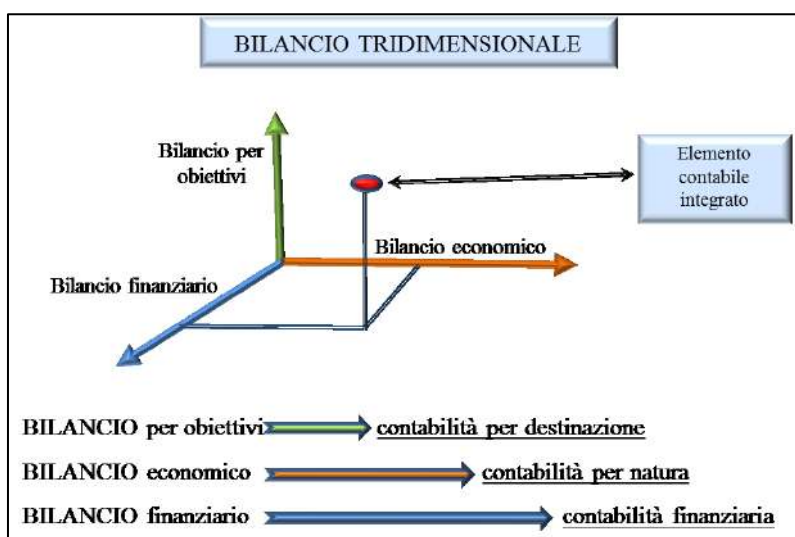 BILANCIO TRIDIMENSIONALE
Bilancio per
obiettivi
Elemento
contabile
integrato
Bilancio economico
Bilancio finanziario
BILANCIO per obiettivi contabilità per destinazione
BILANCIO economico contabilità per natura
BILANCIO finanziario contabilità finanziaria